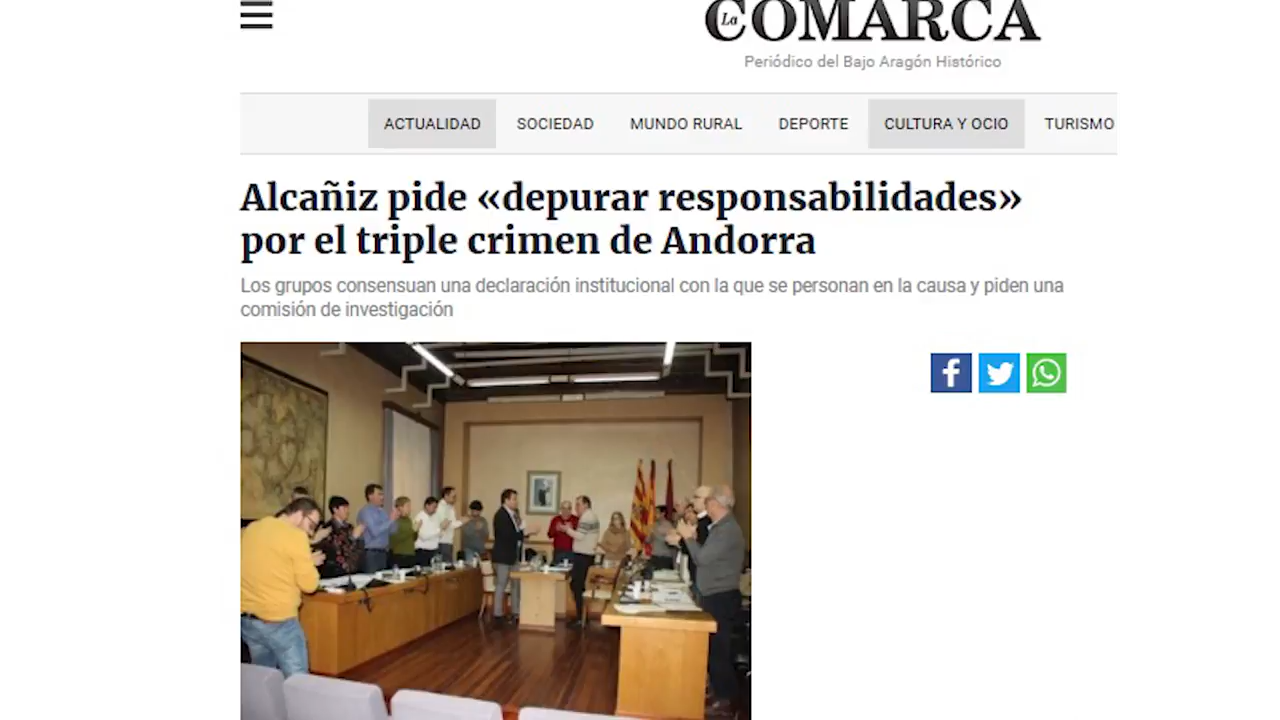 La COMARCA
Periódico del Bajo Aragón Histórico
ACTUALIDAD SOCIEDAD MUNDO RURAL DEPORTE CULTURA Y OCIO TURISMO
Alcañiz pide «depurar responsabilidades»
por el triple crimen de Andorra
Los grupos consensuan una declaración institucional con la que se personan en la causa y piden una
comisión de investigación